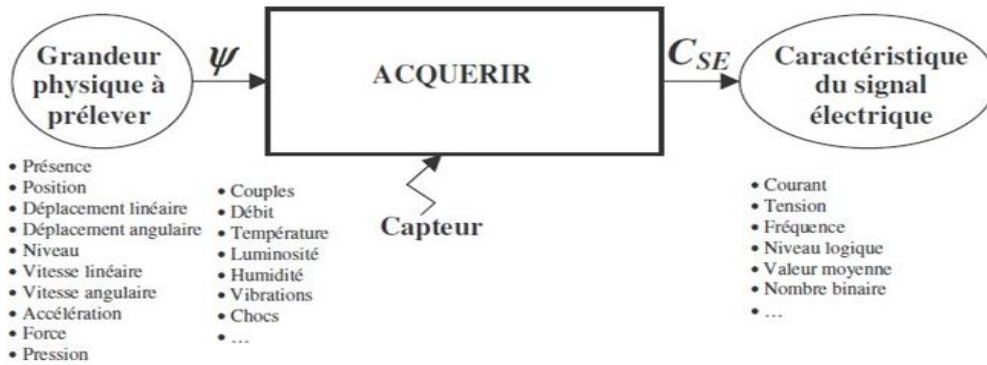 Grandeur
physique à
prélever
ψ
ACQUERIR
C_SE
Caractéristique
du signal
électrique
• Présence
• Position
• Déplacement linéaire
• Déplacement angulaire
• Niveau
• Vitesse linéaire
• Vitesse angulaire
• Accélération
• Force
• Pression
• Couples
• Débit
• Température
• Luminosité
• Humidité
• Vibrations
• Chocs
• ...
Capteur
• Courant
• Tension
• Fréquence
• Niveau logique
• Valeur moyenne
• Nombre binaire
• ...